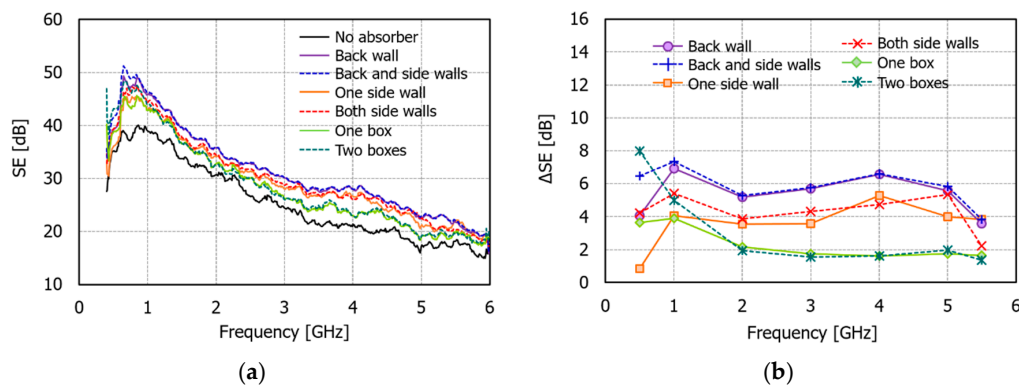 60
50
40
30
20
10
SE [dB]
0
1
2
3
4
5
6
Frequency [GHz]
No absorber
Back wall
Back and side walls
One side wall
Both side walls
One box
Two boxes
(a)
16
14
12
10
8
6
4
2
0
ΔSE [dB]
0
1
2
3
4
5
6
Frequency [GHz]
Back wall
Back and side walls
One side wall
Both side walls
One box
Two boxes
(b)